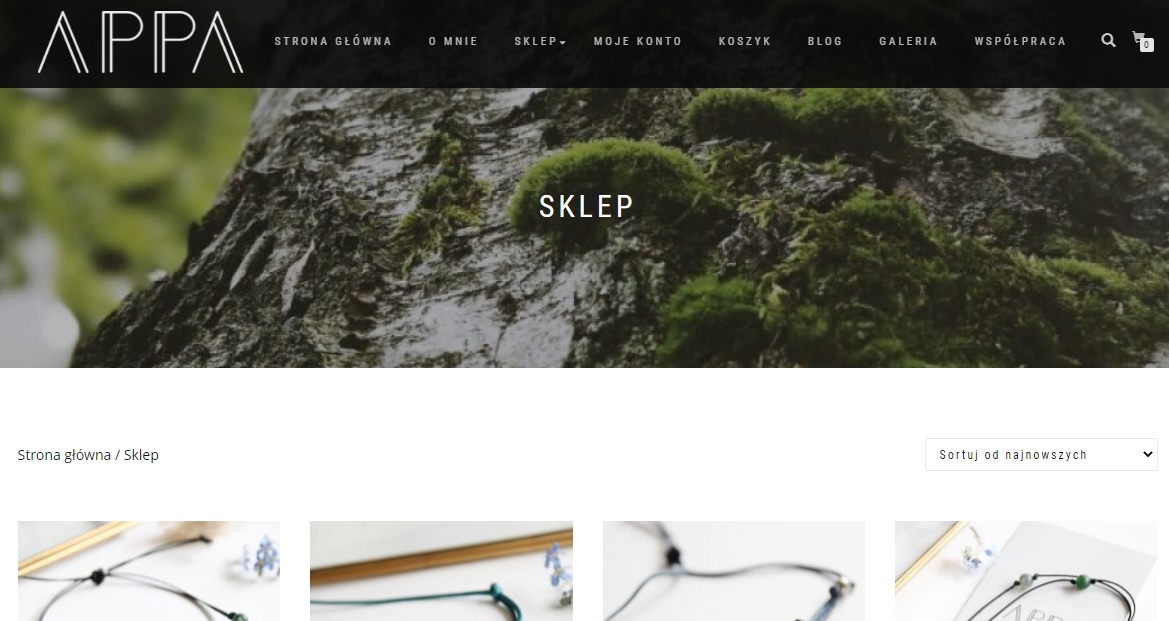 APPA
STRONA GŁÓWNA O MNIE SKLEP MOJE KONTO KOSZYK BLOG GALERIA WSPÓŁPRACA 0
SKLEP
Strona główna / Sklep
Sortuj od najnowszych
APPA